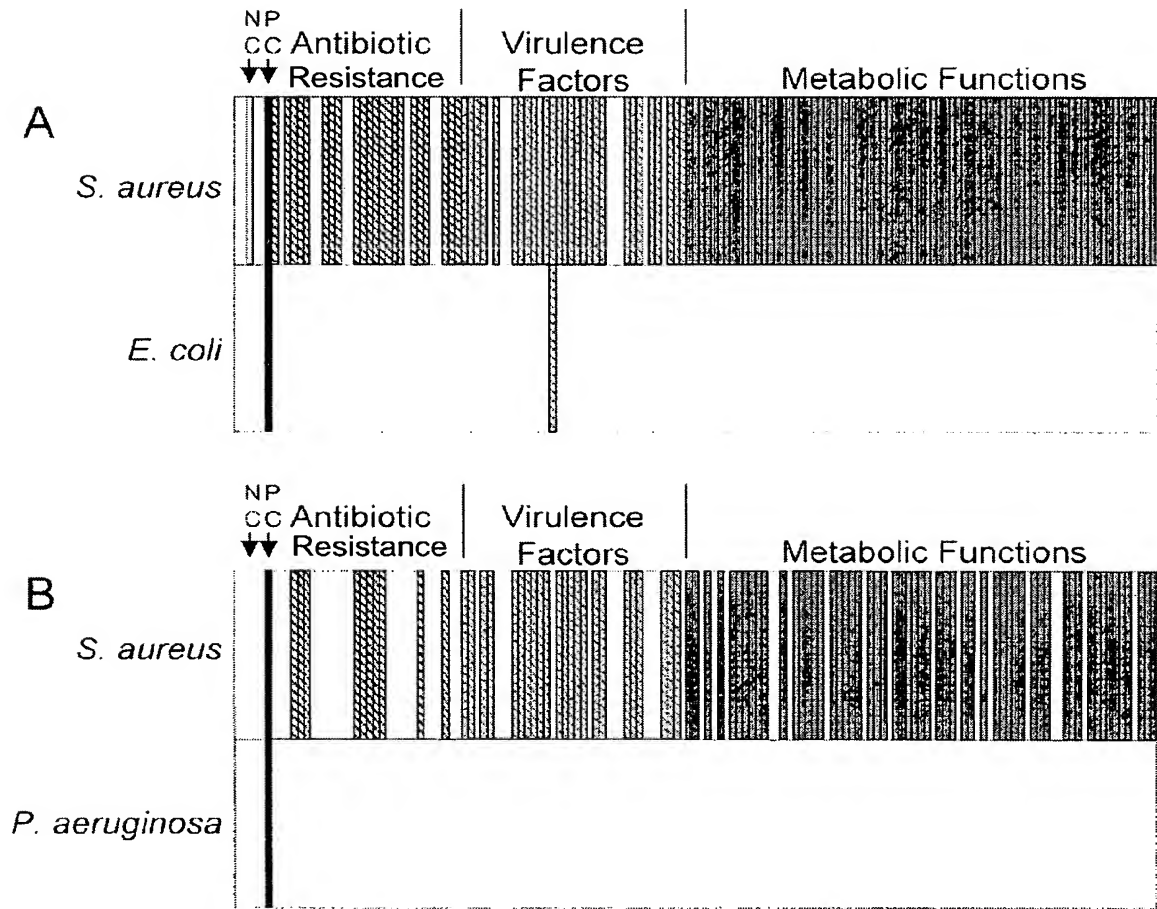 A
N P
C C Antibiotic Resistance
Virulence Factors
Metabolic Functions
S. aureus
E. coli
B
N P
C C Antibiotic Resistance
Virulence Factors
Metabolic Functions
S. aureus
P. aeruginosa